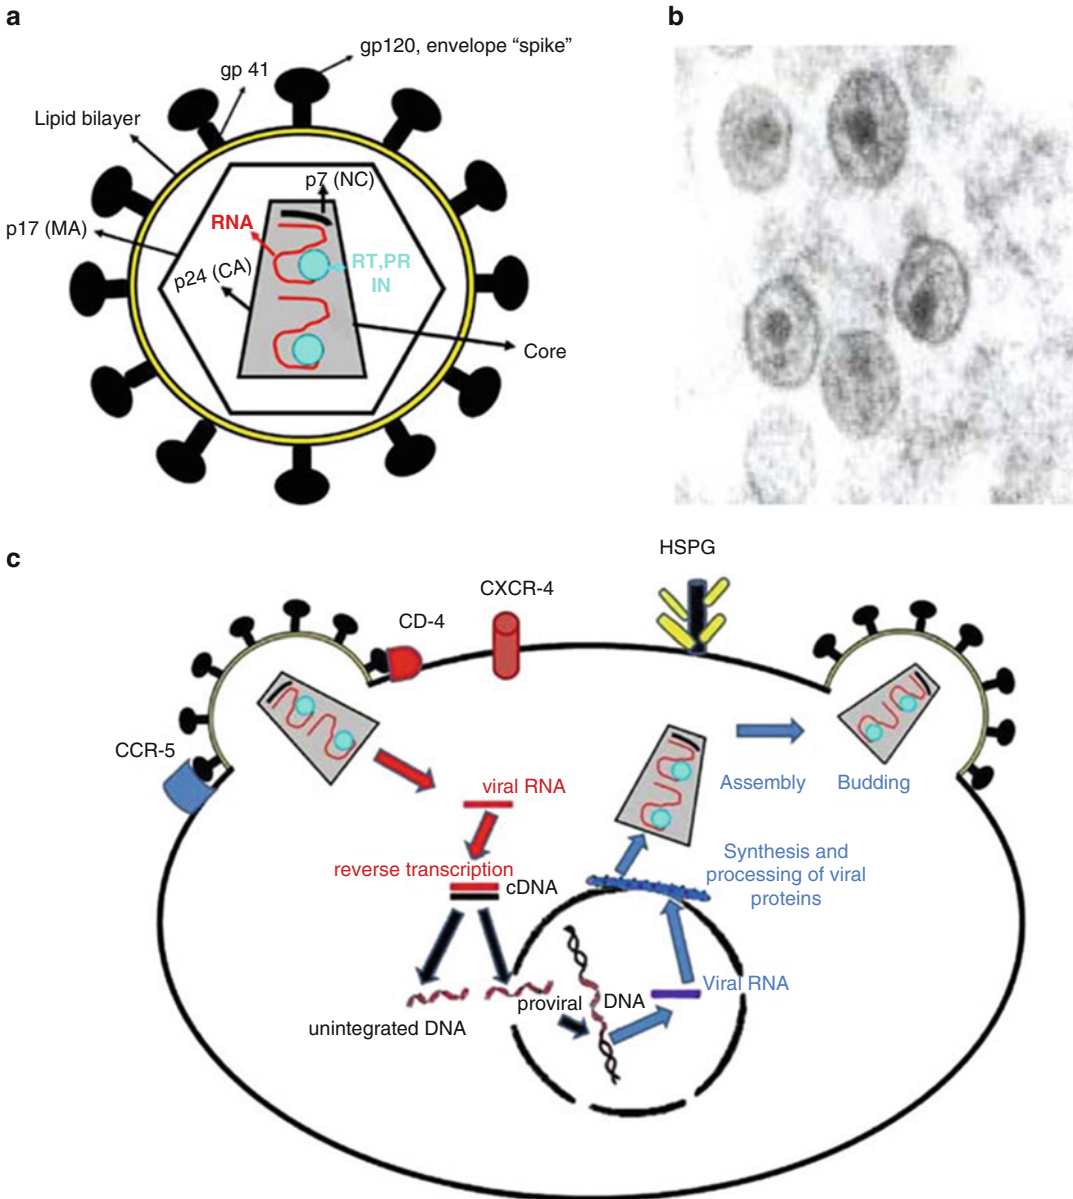 a
gp120, envelope “spike”
gp 41
Lipid bilayer
p7 (NC)
RNA
p17 (MA)
RT,PR
IN
p24 (CA)
Core
b
c
HSPG
CXCR-4
CD-4
CCR-5
viral RNA
Assembly
Budding
reverse transcription
cDNA
Synthesis and
processing of viral
proteins
Viral RNA
proviral
DNA
unintegrated DNA